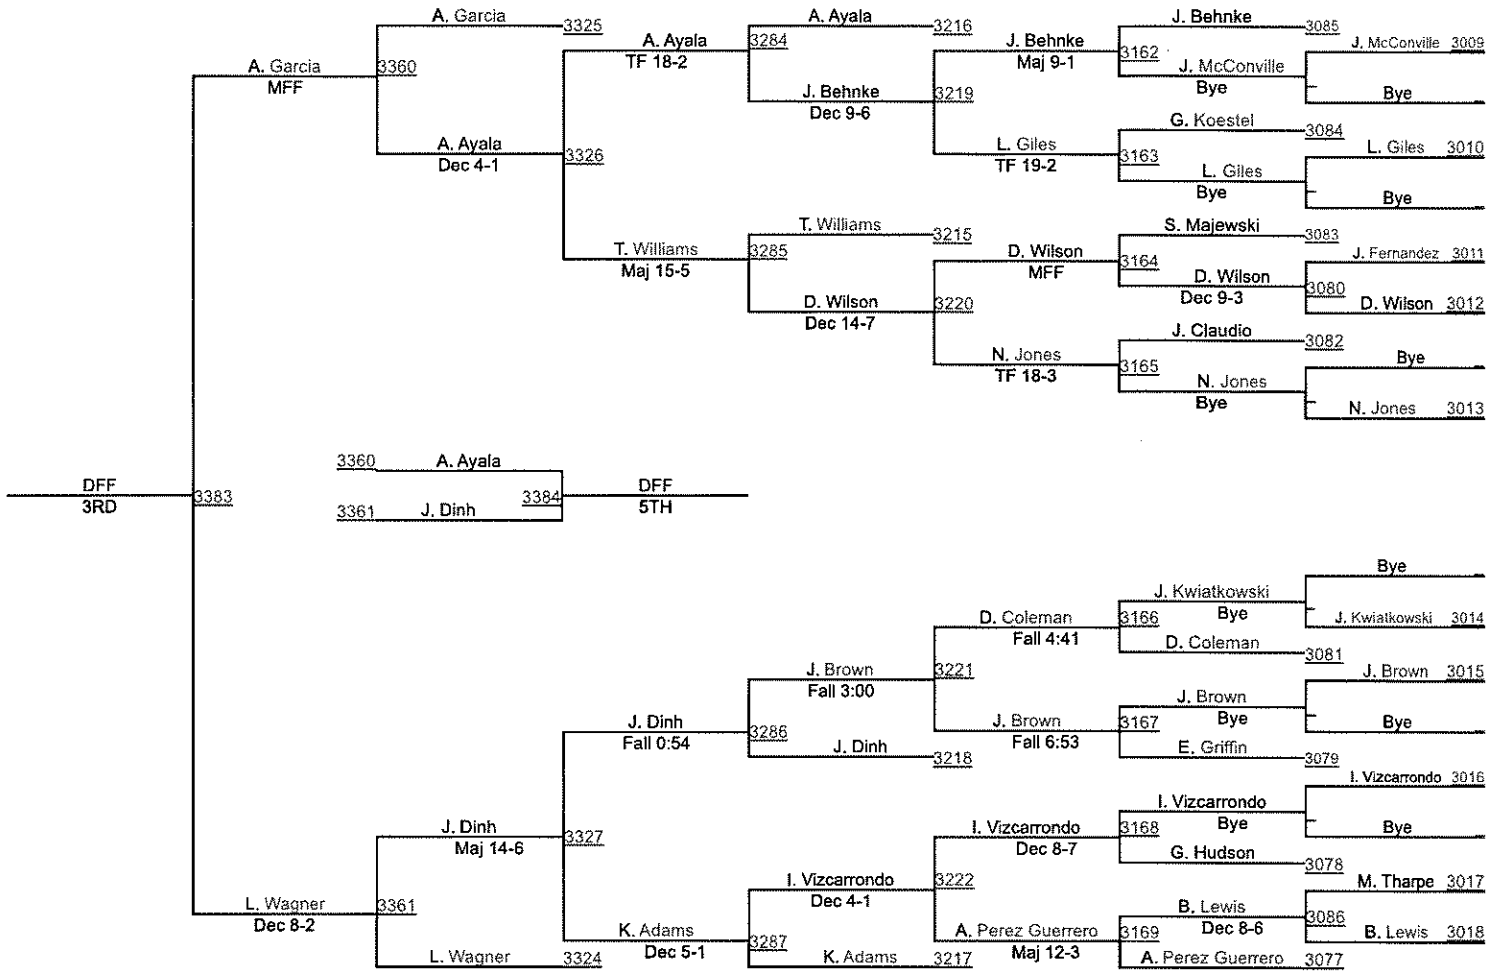 A. Garcia 3325
A. Ayala 3216
J. Behnke 3085
A. Ayala 3284
TF 18-2
J. Behnke 3162
Maj 9-1
J. McConville 3009
A. Garcia 3360
MFF
J. McConville
Bye
Bye
J. Behnke 3219
Dec 9-6
G. Koestel 3084
A. Ayala 3326
Dec 4-1
L. Giles 3163
TF 19-2
L. Giles 3010
L. Giles
Bye
Bye
T. Williams 3215
S. Majewski 3083
T. Williams 3285
Maj 15-5
D. Wilson 3164
MFF
J. Fernandez 3011
D. Wilson 3080
Dec 9-3
D. Wilson 3012
D. Wilson 3220
Dec 14-7
J. Claudio 3082
N. Jones 3165
TF 18-3
Bye
N. Jones
Bye
N. Jones 3013
3360 A. Ayala
DFF 3383
3RD
3384 DFF
5TH
3361 J. Dinh
Bye
J. Kwiatkowski
Bye
D. Coleman 3166
Fall 4:41
J. Kwiatkowski 3014
D. Coleman 3081
J. Brown 3221
Fall 3:00
J. Brown 3015
J. Brown
Bye
J. Dinh 3286
Fall 0:54
J. Brown 3167
Fall 6:53
Bye
J. Dinh 3218
E. Griffin 3079
I. Vizcarrondo 3016
I. Vizcarrondo
Bye
J. Dinh 3327
Maj 14-6
I. Vizcarrondo 3168
Dec 8-7
Bye
G. Hudson 3078
I. Vizcarrondo 3222
Dec 4-1
M. Tharpe 3017
L. Wagner 3361
Dec 8-2
B. Lewis 3086
Dec 8-6
K. Adams 3287
Dec 5-1
A. Perez Guerrero 3169
Maj 12-3
B. Lewis 3018
L. Wagner 3324
K. Adams 3217
A. Perez Guerrero 3077